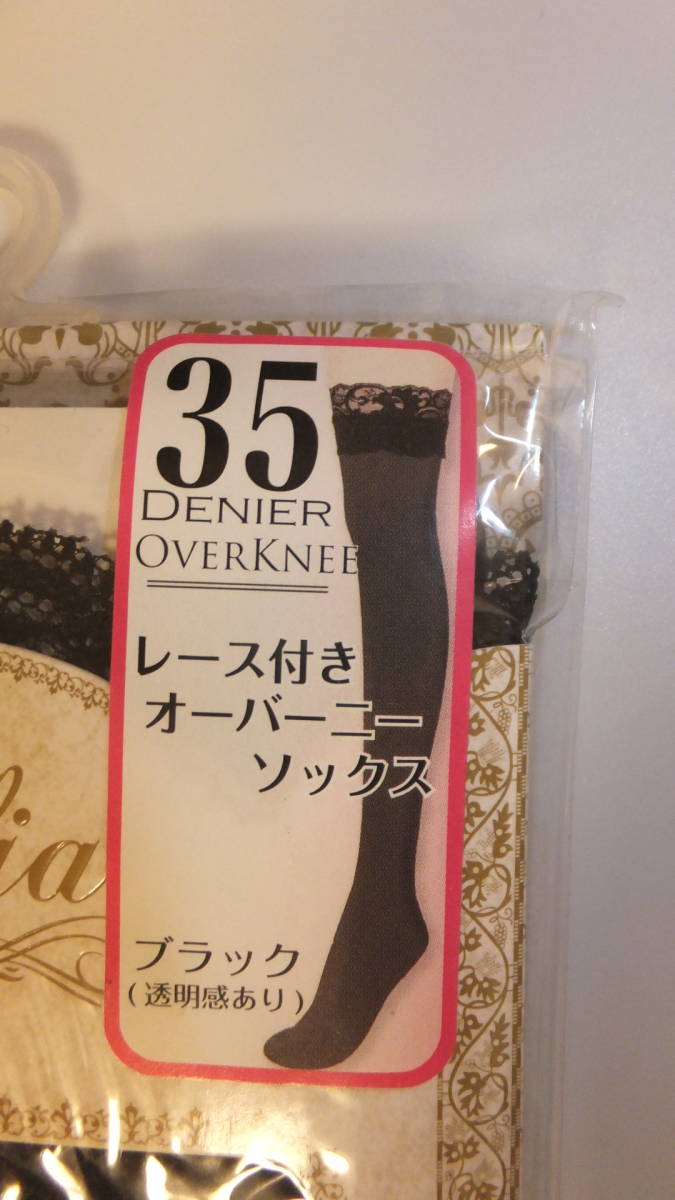 35
DENIER
OVERKNEE
レース付き
オーバーニー
ソックス
ブラック
(透明感あり)